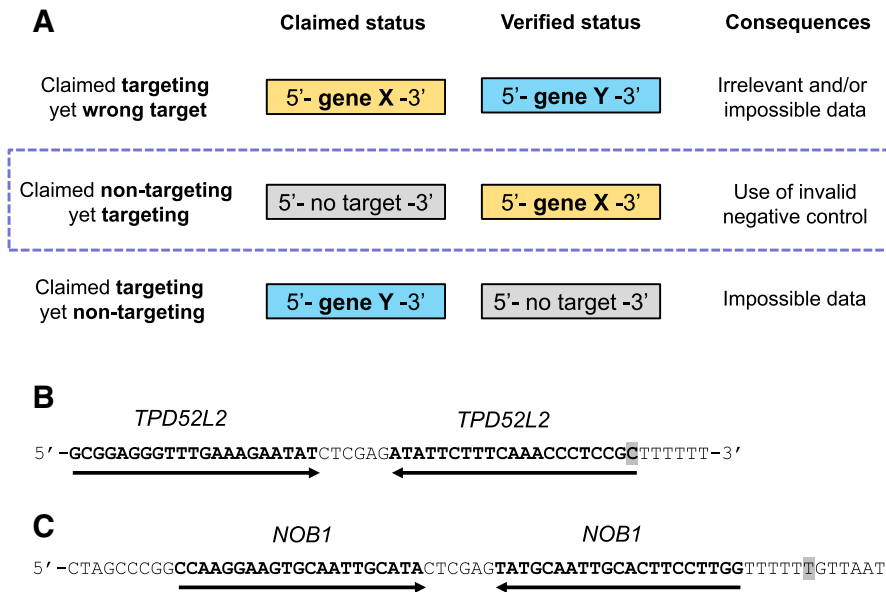 A
Claimed status
Verified status
Consequences
Claimed targeting
yet wrong target
5’- gene X -3’
5’- gene Y -3’
Irrelevant and/or
impossible data
Claimed non-targeting
yet targeting
5’- no target -3’
5’- gene X -3’
Use of invalid
negative control
Claimed targeting
yet non-targeting
5’- gene Y -3’
5’- no target -3’
Impossible data
B
TPD52L2
TPD52L2
5’-GCGGAGGGTTTGAAAGAATATCTCGAGATATTCTTTCAAACCCTCCGCTTTTTT-3’
C
NOB1
NOB1
5’-CTAGCCCGGCCAAGGAAGTGCAATTGCATACTCGAGTATGCAATTGCACTTCCTTGGTTTTTTGTTAAT